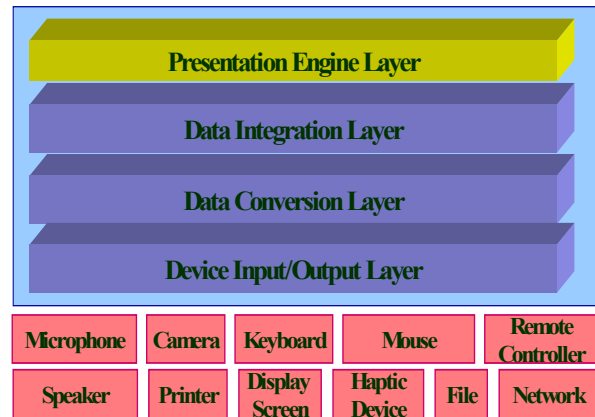 Presentation Engine Layer
Data Integration Layer
Data Conversion Layer
Device Input/Output Layer
Microphone
Camera
Keyboard
Mouse
Remote
Controller
Speaker
Printer
Display
Screen
Haptic
Device
File
Network